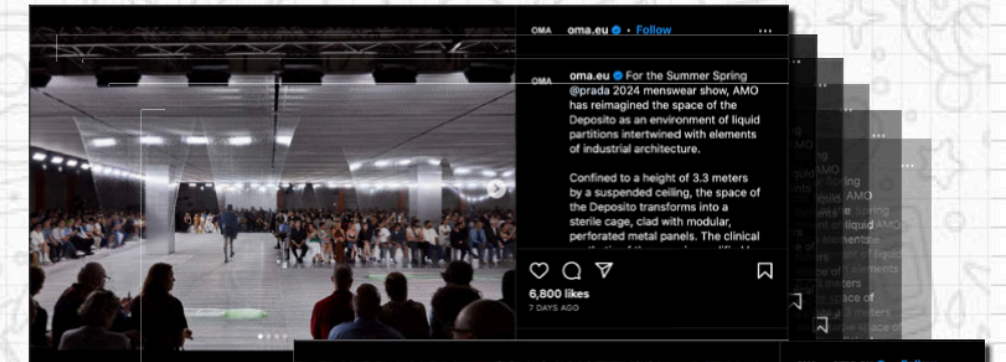 OMA oma.eu • Follow
OMA oma.eu For the Summer Spring
@prada 2024 menswear show, AMO
has reimagined the space of the
Deposito as an environment of liquid
partitions intertwined with elements
of industrial architecture.
Confined to a height of 3.3 meters
by a suspended ceiling, the space of
the Deposito transforms into a
sterile cage, clad with modular,
perforated metal panels. The clinical
6,800 likes
7 DAYS AGO